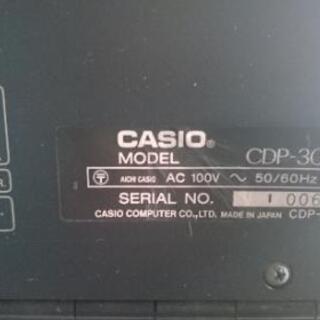 CASIO®
MODEL CDP-30
AICHI CASIO AC 100V ~ 50/60Hz
SERIAL NO. 006
CASIO COMPUTER CO., LTD. MADE IN JAPAN CDP-